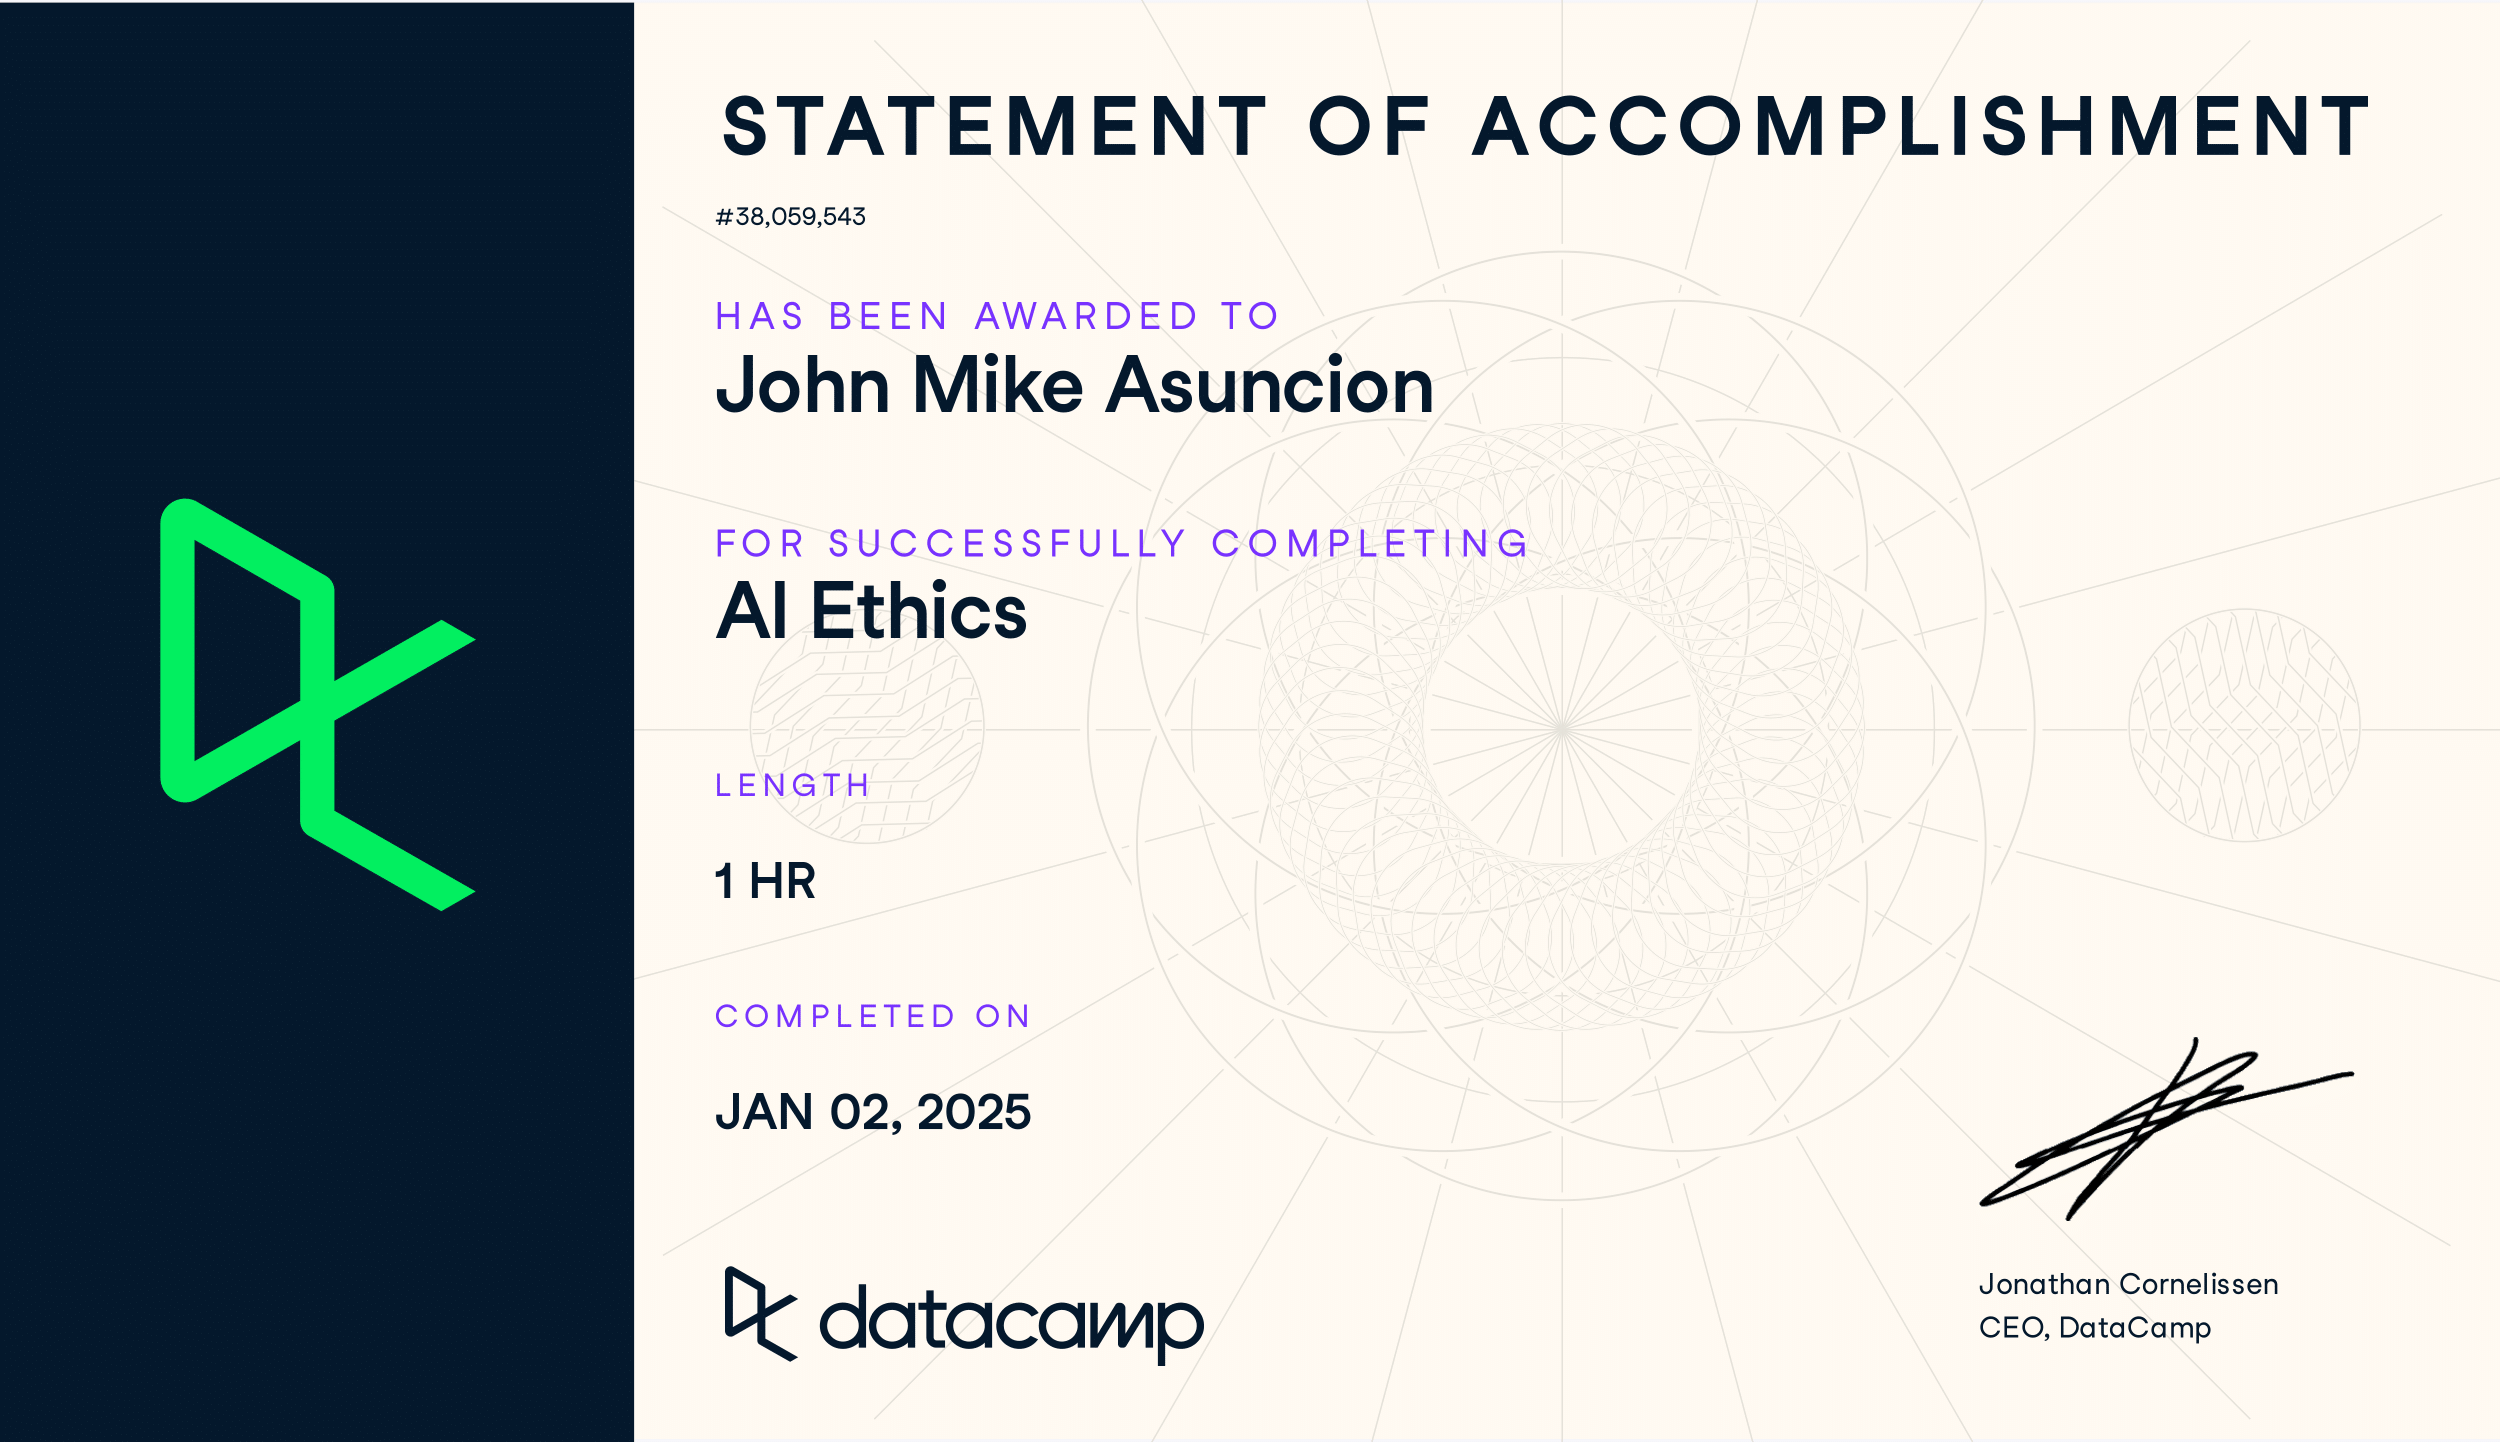 STATEMENT OF ACCOMPLISHMENT
#38,059,543
HAS BEEN AWARDED TO
John Mike Asuncion
FOR SUCCESSFULLY COMPLETING
AI Ethics
LENGTH
1 HR
COMPLETED ON
JAN 02, 2025
datacamp
Jonathan Cornelissen
CEO, DataCamp